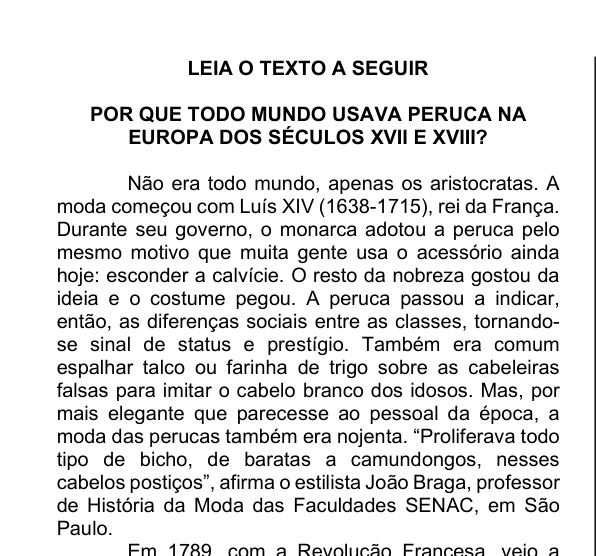 LEIA O TEXTO A SEGUIR
POR QUE TODO MUNDO USAVA PERUCA NA
EUROPA DOS SÉCULOS XVII E XVIII?
Não era todo mundo, apenas os aristocratas. A
moda começou com Luís XIV (1638-1715), rei da França.
Durante seu governo, o monarca adotou a peruca pelo
mesmo motivo que muita gente usa o acessório ainda
hoje: esconder a calvície. O resto da nobreza gostou da
ideia e o costume pegou. A peruca passou a indicar,
então, as diferenças sociais entre as classes, tornando-
se sinal de status e prestígio. Também era comum
espalhar talco ou farinha de trigo sobre as cabeleiras
falsas para imitar o cabelo branco dos idosos. Mas, por
mais elegante que parecesse ao pessoal da época, a
moda das perucas também era nojenta. “Proliferava todo
tipo de bicho, de baratas a camundongos, nesses
cabelos postiços”, afirma o estilista João Braga, professor
de História da Moda das Faculdades SENAC, em São
Paulo.
Em 1789, com a Revolução Francesa, veio a